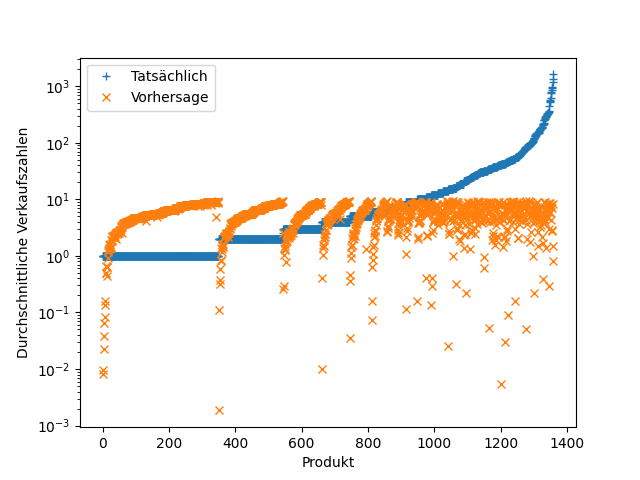 Tatsächlich
Vorhersage
Durchschnittliche Verkaufszahlen
10³
10²
10¹
10⁰
10⁻¹
10⁻²
10⁻³
0 200 400 600 800 1000 1200 1400
Produkt